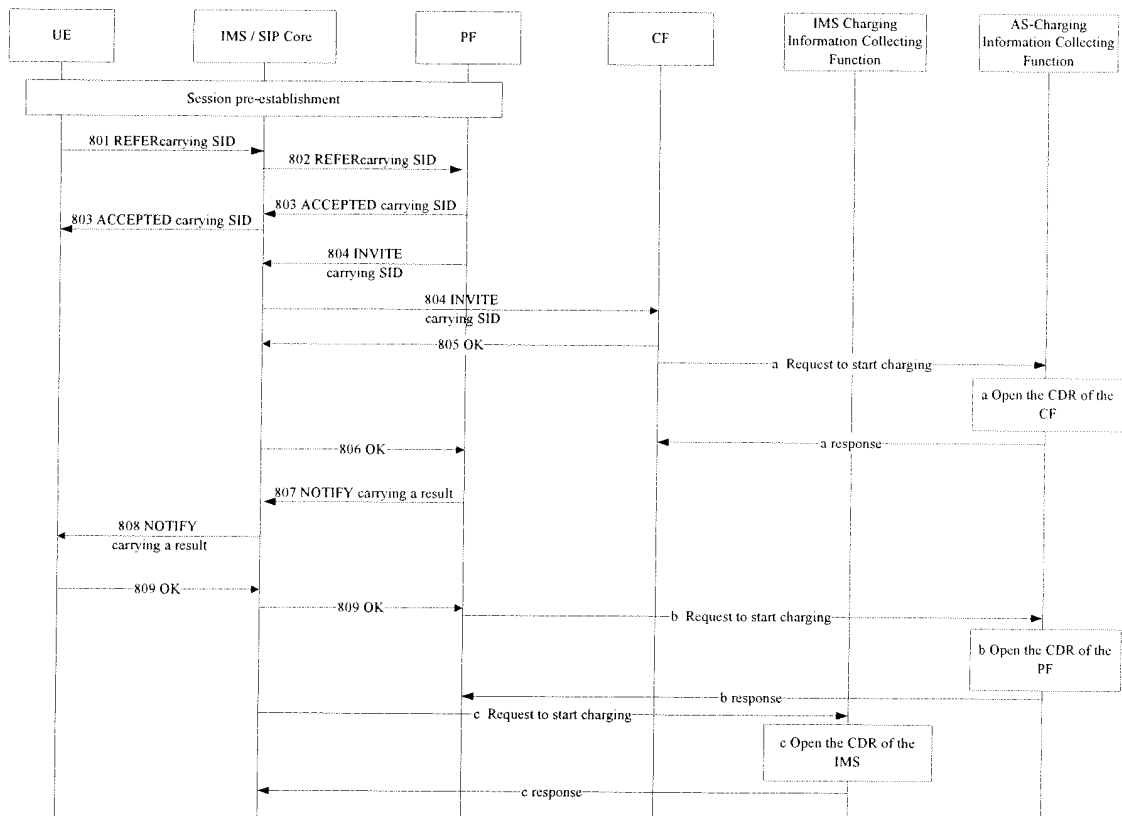 UE
IMS / SIP Core
PF
CF
IMS Charging
Information Collecting
Function
AS-Charging
Information Collecting
Function
Session pre-establishment
801 REFERcarrying SID
802 REFERcarrying SID
803 ACCEPTED carrying SID
803 ACCEPTED carrying SID
804 INVITE
carrying SID
804 INVITE
carrying SID
805 OK
a Request to start charging
a Open the CDR of the
CF
a response
806 OK
807 NOTIFY carrying a result
808 NOTIFY
carrying a result
809 OK
809 OK
b Request to start charging
b Open the CDR of the
PF
b response
c Request to start charging
c Open the CDR of the
IMS
c response